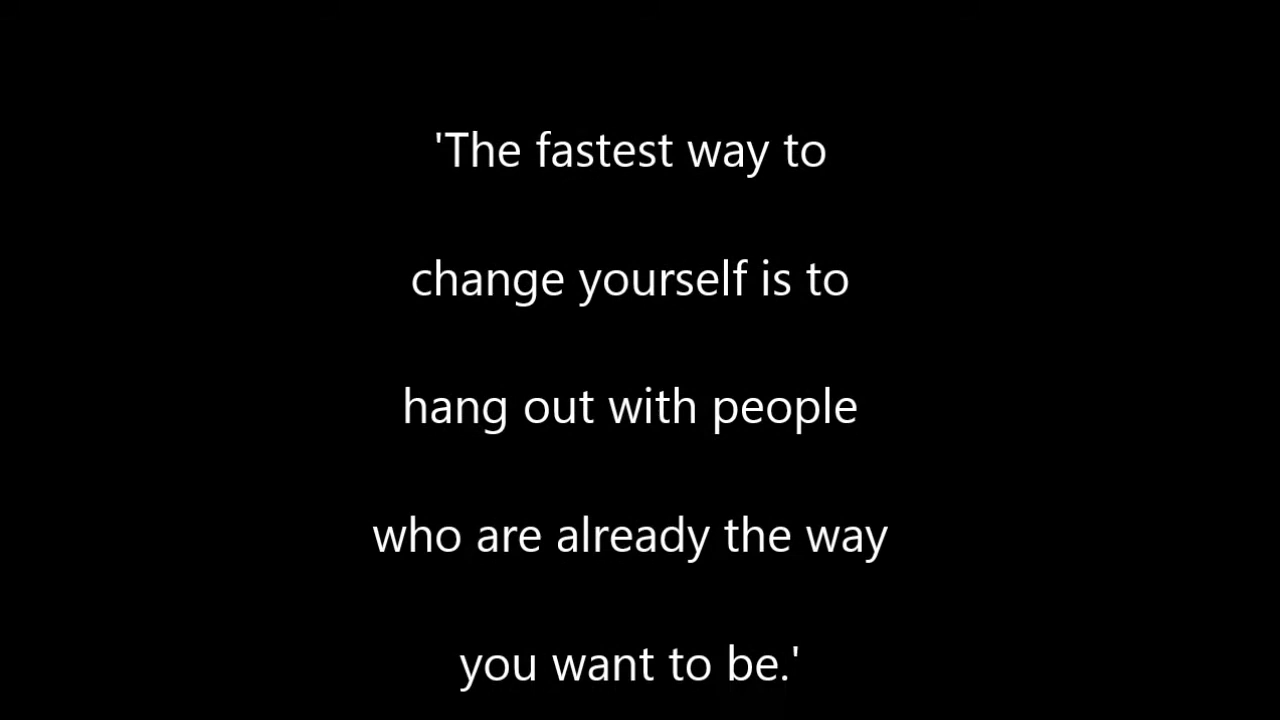 'The fastest way to
change yourself is to
hang out with people
who are already the way
you want to be.'